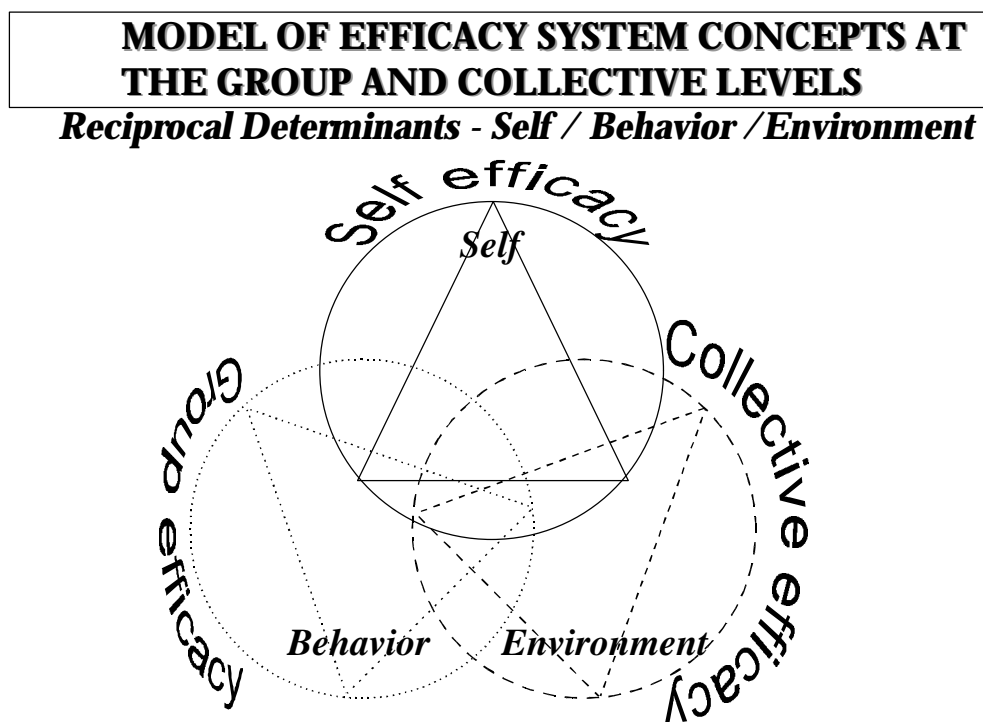 MODEL OF EFFICACY SYSTEM CONCEPTS AT
THE GROUP AND COLLECTIVE LEVELS
Reciprocal Determinants - Self / Behavior /Environment
Self efficacy
Self
Group efficacy
Collective efficacy
Behavior
Environment